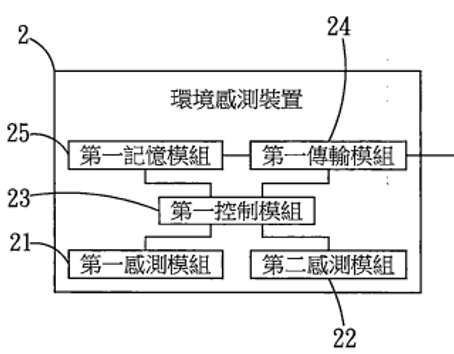 2
24
環境感測裝置
25
第一記憶模組
第一傳輸模組
23
第一控制模組
21
第一感測模組
第二感測模組
22